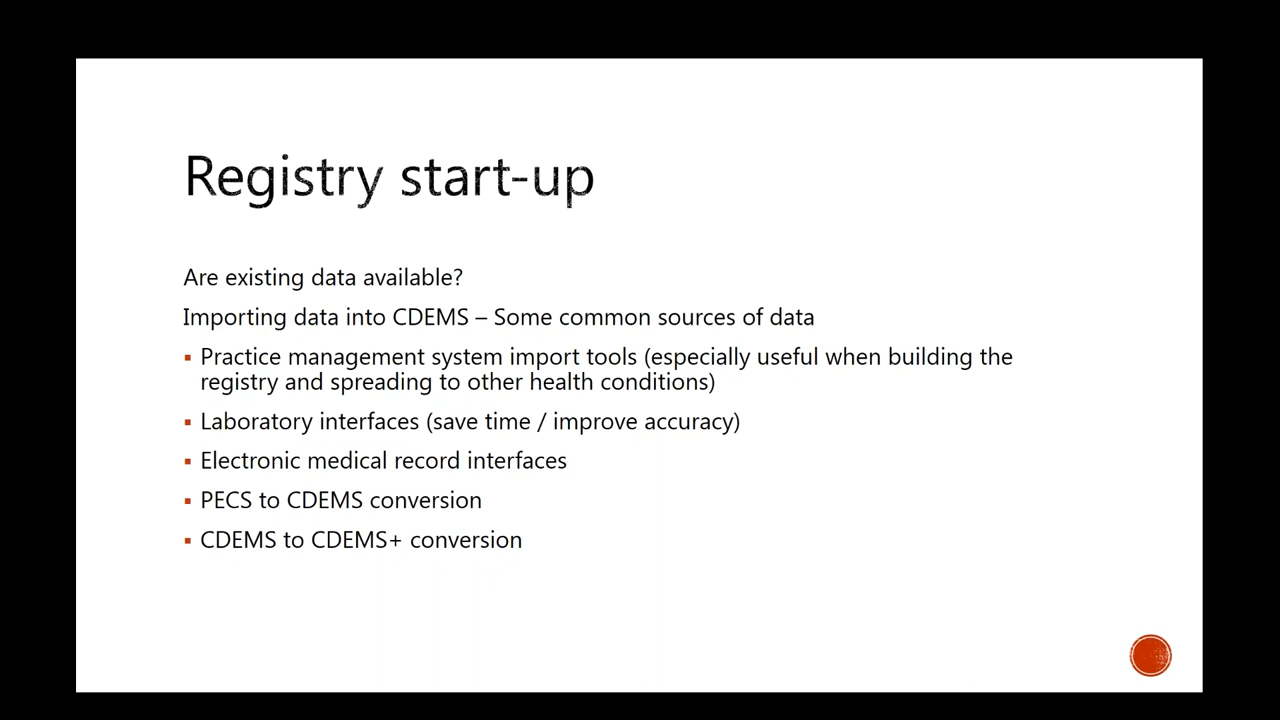 Registry start-up
Are existing data available?
Importing data into CDEMS – Some common sources of data
▪ Practice management system import tools (especially useful when building the
registry and spreading to other health conditions)
▪ Laboratory interfaces (save time / improve accuracy)
▪ Electronic medical record interfaces
▪ PECS to CDEMS conversion
▪ CDEMS to CDEMS+ conversion